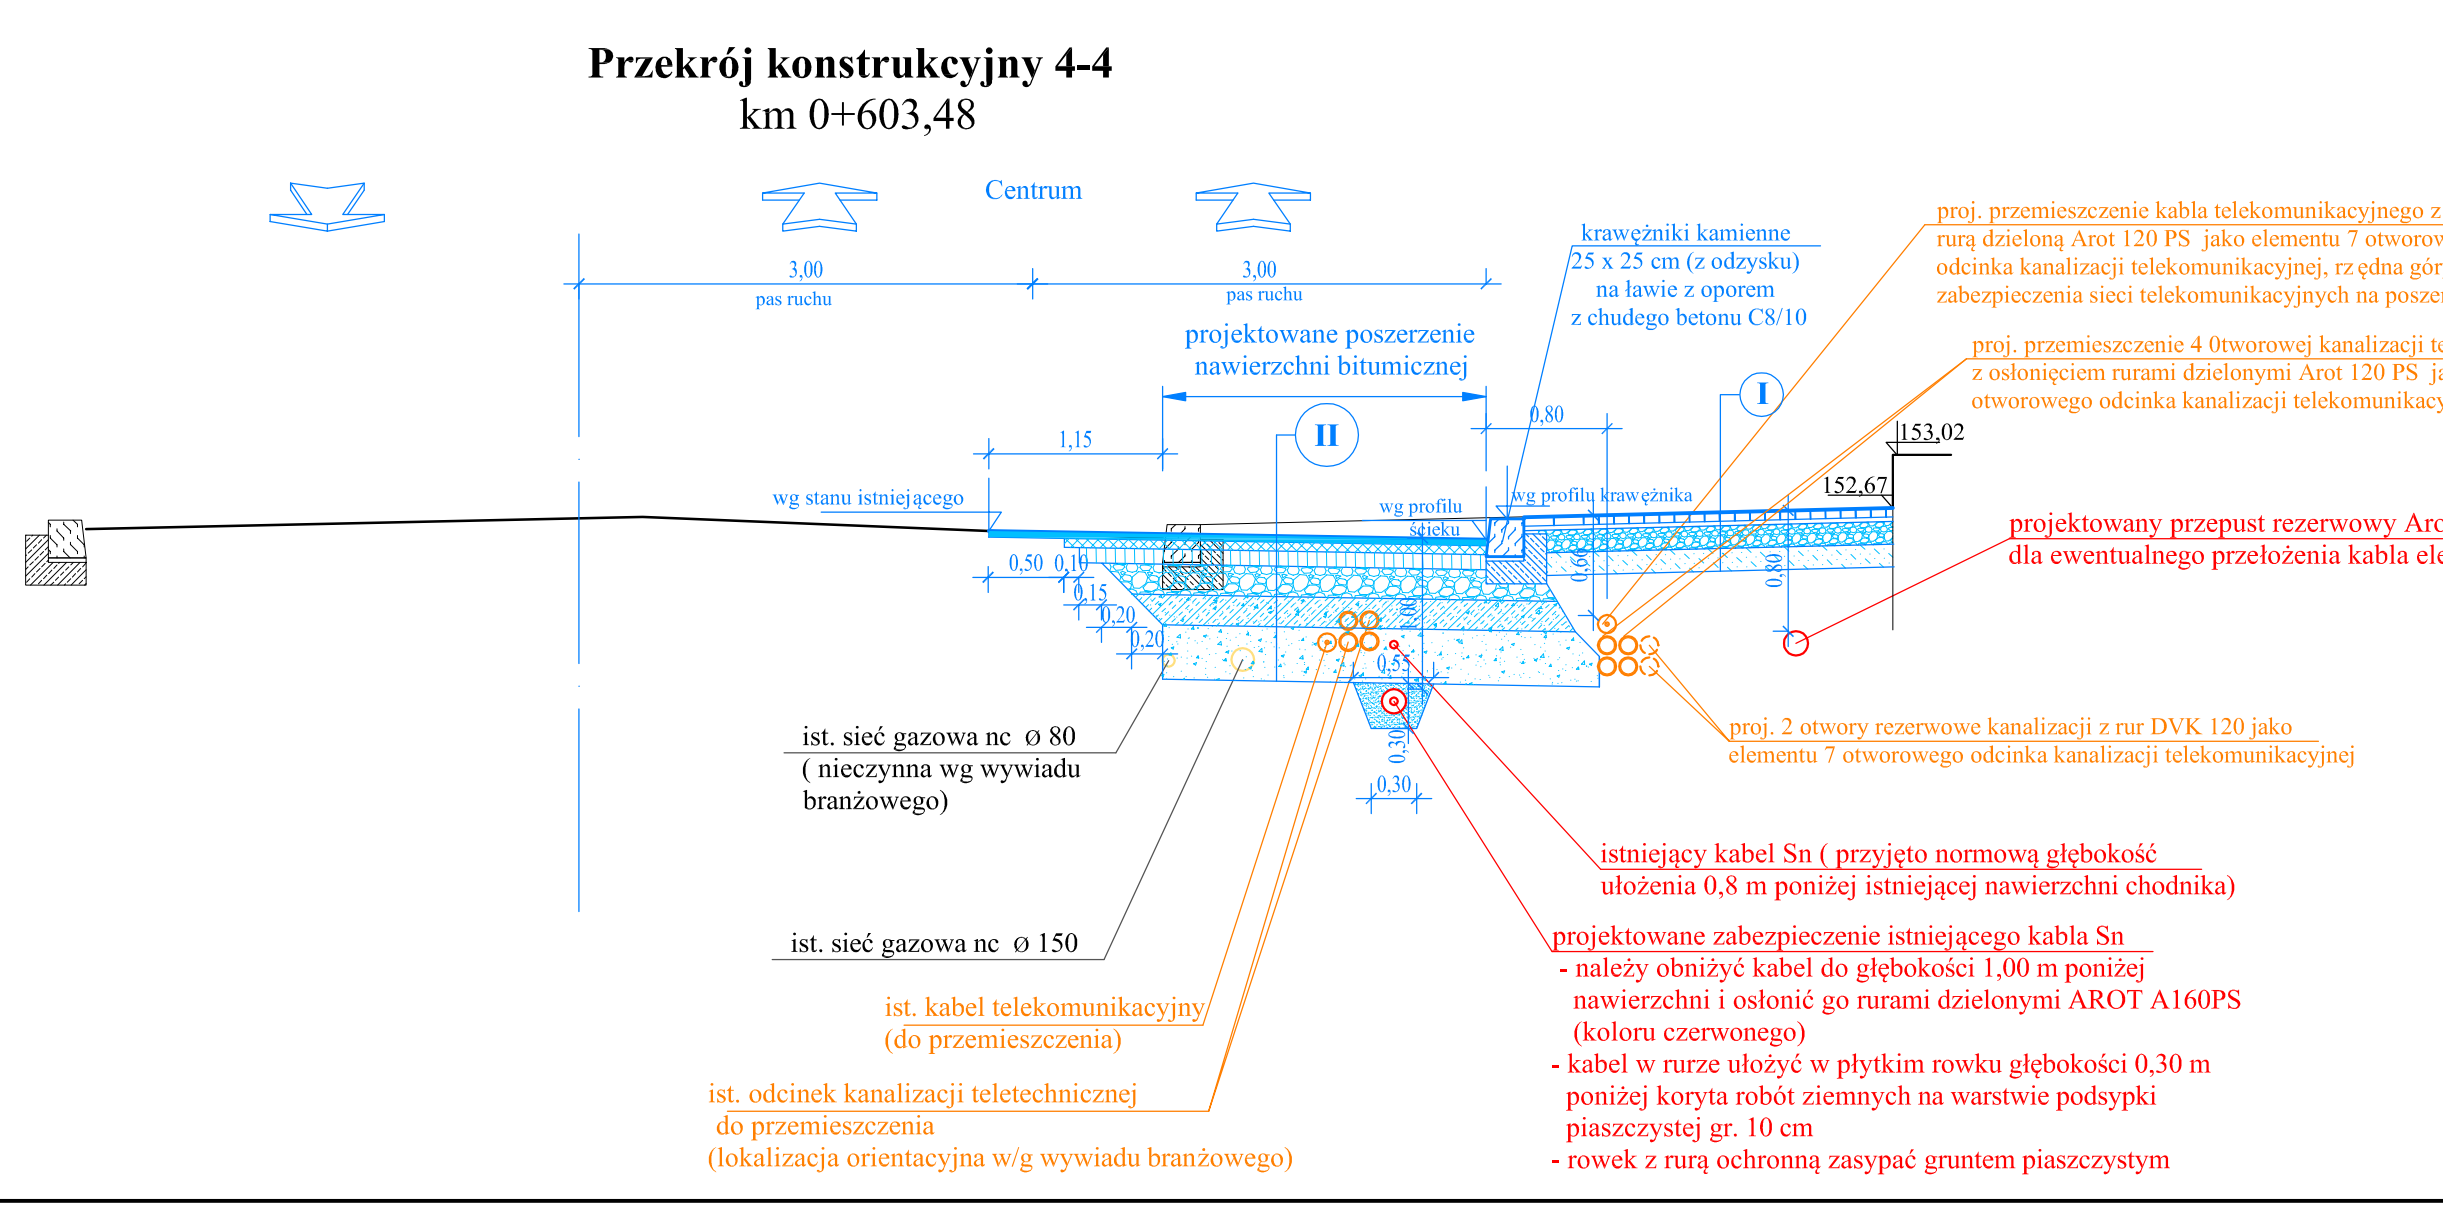 Przekrój konstrukcyjny 4-4
km 0+603,48
Centrum
3,00
pas ruchu
3,00
pas ruchu
krawężniki kamienne
25 x 25 cm (z odzysku)
na ławie z oporem
z chudego betonu C8/10
proj. przemieszczenie kabla telekomunikacyjnego z
rurą dzieloną Arot 120 PS jako elementu 7 otworow
odcinka kanalizacji telekomunikacyjnej, rzędna gór
zabezpieczenia sieci telekomunikacyjnych na poszer
projektowane poszerzenie
nawierzchni bitumicznej
proj. przemieszczenie 4 0tworowej kanalizacji te
z osłonięciem rurami dzielonymi Arot 120 PS ja
otworowego odcinka kanalizacji telekomunikacy
I
II
0,80
1,15
153,02
152,67
wg stanu istniejącego
wg profilu
ścieku
wg profilu krawężnika
projektowany przepust rezerwowy Aro
dla ewentualnego przełożenia kabla ele
0,50
0,10
0,15
0,20
0,20
1,00
0,60
0,80
0,55
0,30
0,30
ist. sieć gazowa nc ø 80
( nieczynna wg wywiadu
branżowego)
proj. 2 otwory rezerwowe kanalizacji z rur DVK 120 jako
elementu 7 otworowego odcinka kanalizacji telekomunikacyjnej
istniejący kabel Sn ( przyjęto normową głębokość
ułożenia 0,8 m poniżej istniejącej nawierzchni chodnika)
ist. sieć gazowa nc ø 150
projektowane zabezpieczenie istniejącego kabla Sn
- należy obniżyć kabel do głębokości 1,00 m poniżej
nawierzchni i osłonić go rurami dzielonymi AROT A160PS
(koloru czerwonego)
- kabel w rurze ułożyć w płytkim rowku głębokości 0,30 m
poniżej koryta robót ziemnych na warstwie podsypki
piaszczystej gr. 10 cm
- rowek z rurą ochronną zasypać gruntem piaszczystym
ist. kabel telekomunikacyjny
(do przemieszczenia)
ist. odcinek kanalizacji teletechnicznej
do przemieszczenia
(lokalizacja orientacyjna w/g wywiadu branżowego)